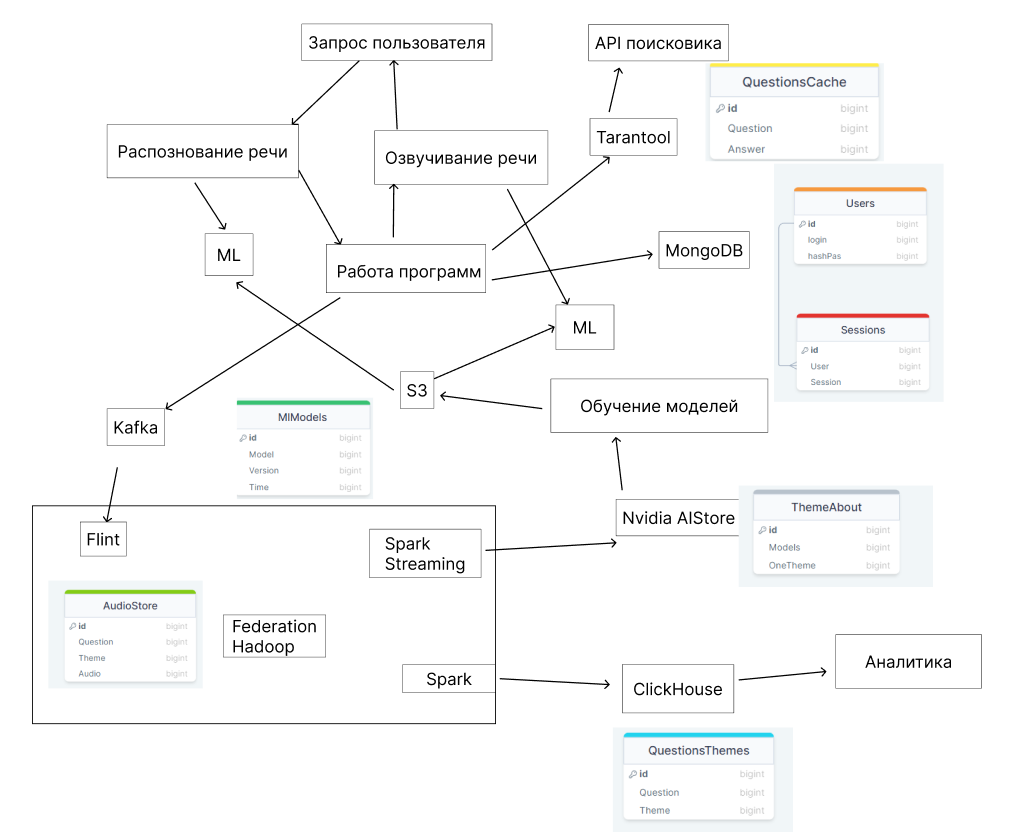 Запрос пользователя
API поисковика
QuestionsCache
id bigint
Question bigint
Answer bigint
Распознование речи
Озвучивание речи
Tarantool
Users
id bigint
login bigint
hashPas bigint
ML
Работа программ
MongoDB
ML
Sessions
id bigint
User bigint
Session bigint
S3
Обучение моделей
Kafka
MlModels
id bigint
Model bigint
Version bigint
Time bigint
Flint
Spark
Streaming
Nvidia AIStore
ThemeAbout
id bigint
Models bigint
OneTheme bigint
AudioStore
id bigint
Question bigint
Theme bigint
Audio bigint
Federation
Hadoop
Spark
ClickHouse
Аналитика
QuestionsThemes
id bigint
Question bigint
Theme bigint